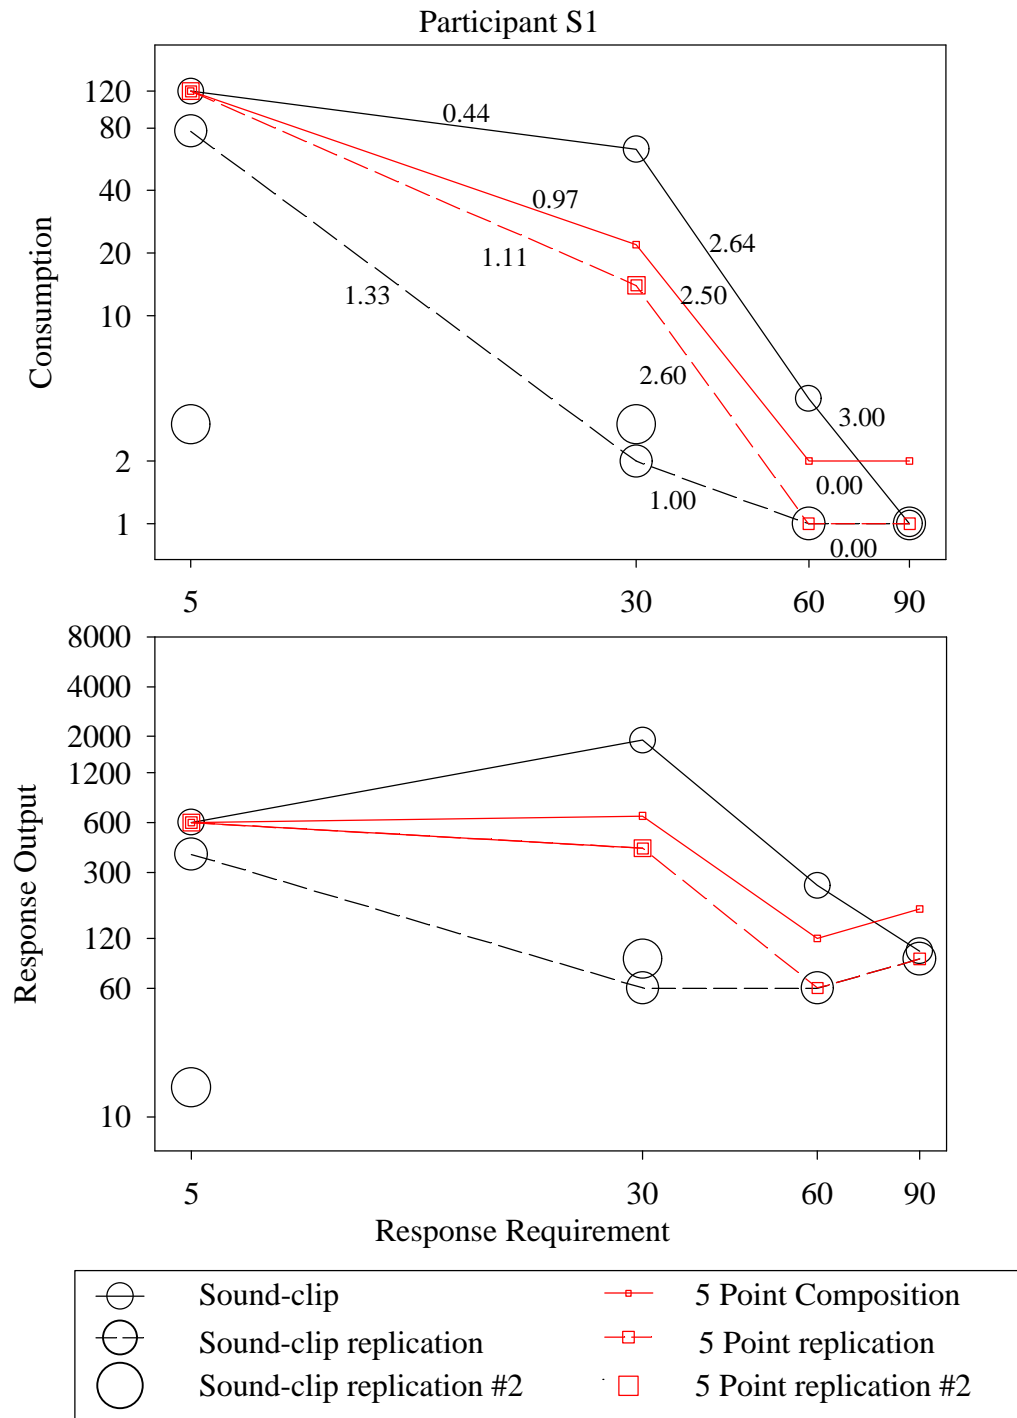 Participant S1
120
80
40
20
10
2
1
Consumption
0.44
0.97
1.11
1.33
2.64
2.50
2.60
3.00
1.00
0.00
0.00
5 30 60 90
8000
4000
2000
1200
600
300
120
60
10
Response Output
5 30 60 90
Response Requirement
Sound-clip
Sound-clip replication
Sound-clip replication #2
5 Point Composition
5 Point replication
5 Point replication #2